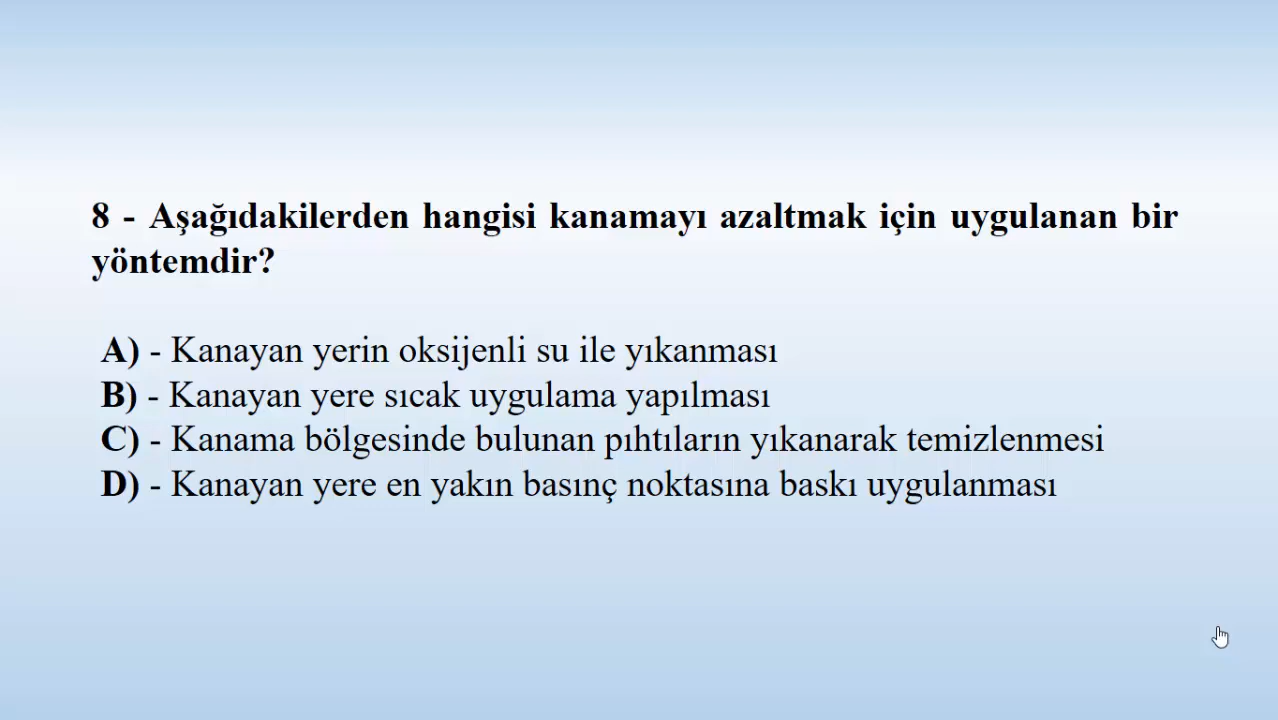 8 - Aşağıdakilerden hangisi kanamayı azaltmak için uygulanan bir
yöntemdir?
A) - Kanayan yerin oksijenli su ile yıkanması
B) - Kanayan yere sıcak uygulama yapılması
C) - Kanama bölgesinde bulunan pıhtıların yıkanarak temizlenmesi
D) - Kanayan yere en yakın basınç noktasına baskı uygulanması